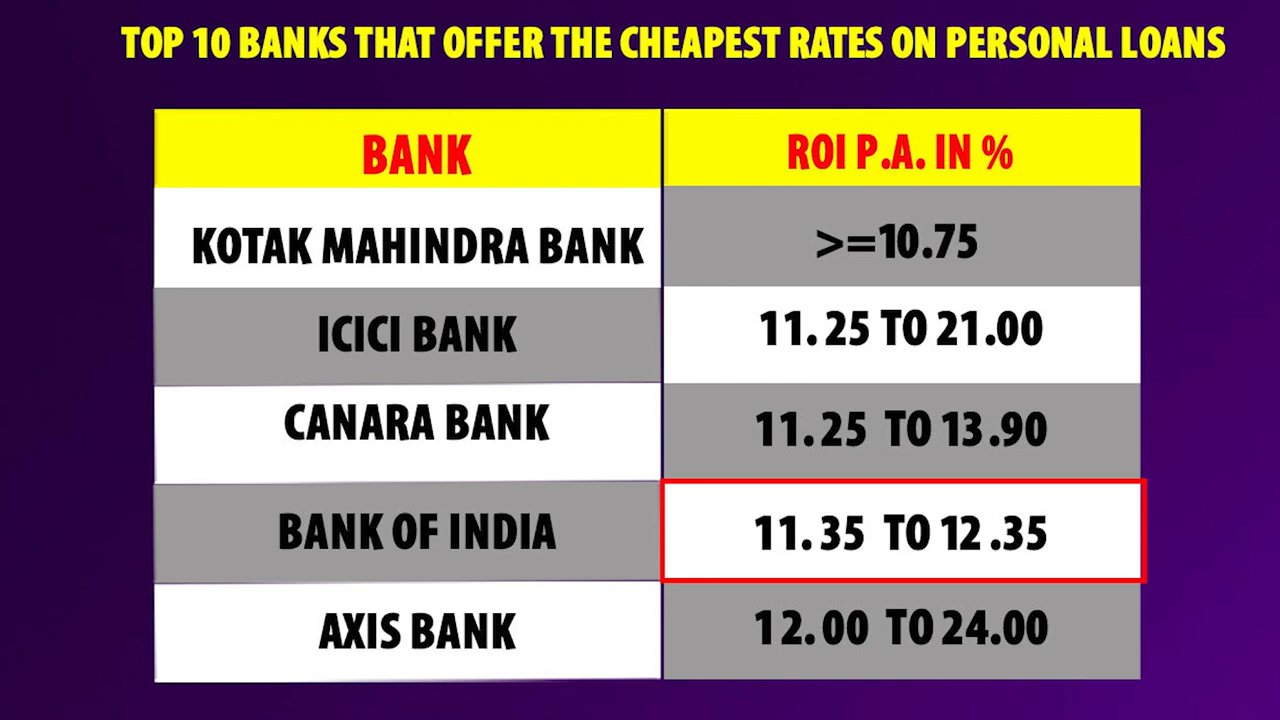 TOP 10 BANKS THAT OFFER THE CHEAPEST RATES ON PERSONAL LOANS
BANK ROI P.A. IN %
KOTAK MAHINDRA BANK >=10.75
ICICI BANK 11.25 TO 21.00
CANARA BANK 11.25 TO 13.90
BANK OF INDIA 11.35 TO 12.35
AXIS BANK 12.00 TO 24.00